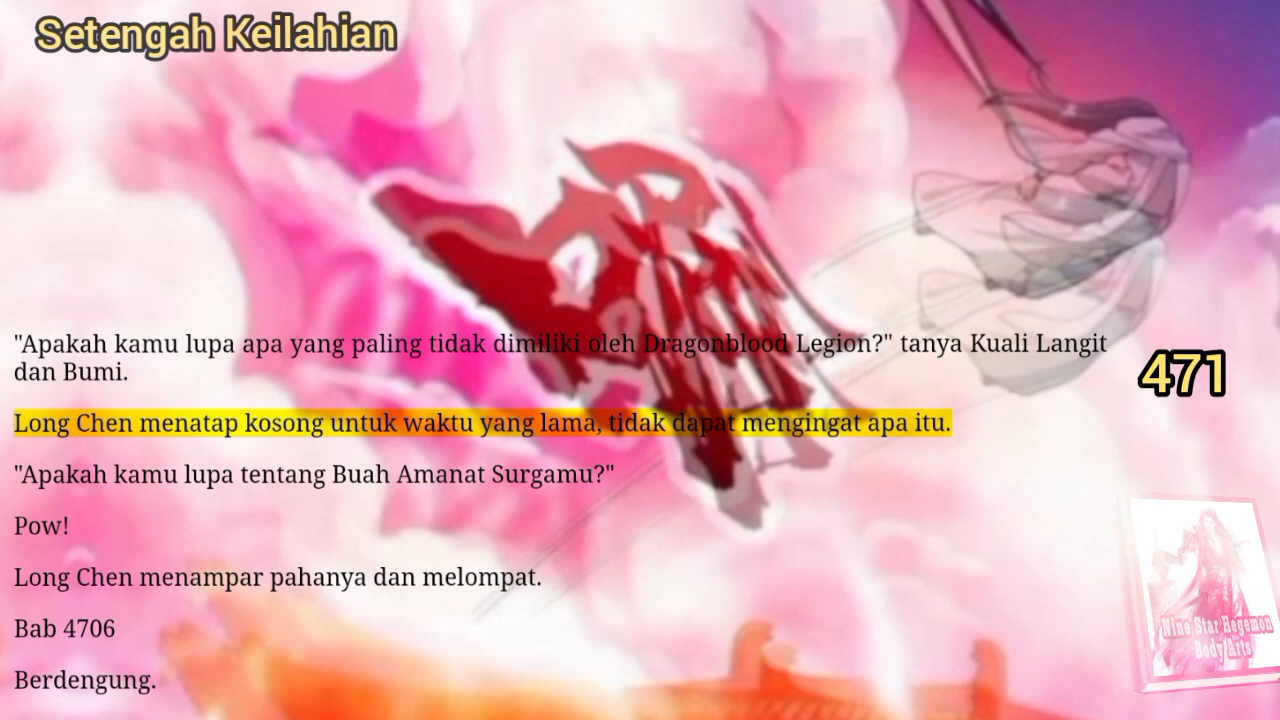 Setengah Keilahian
"Apakah kamu lupa apa yang paling tidak dimiliki oleh Dragonblood Legion?" tanya Kuali Langit
dan Bumi.
471
Long Chen menatap kosong untuk waktu yang lama, tidak dapat mengingat apa itu.
"Apakah kamu lupa tentang Buah Amanat Surgamu?"
Pow!
Long Chen menampar pahanya dan melompat.
Bab 4706
Berdengung.
Nine Star Hegemon
Body Arts